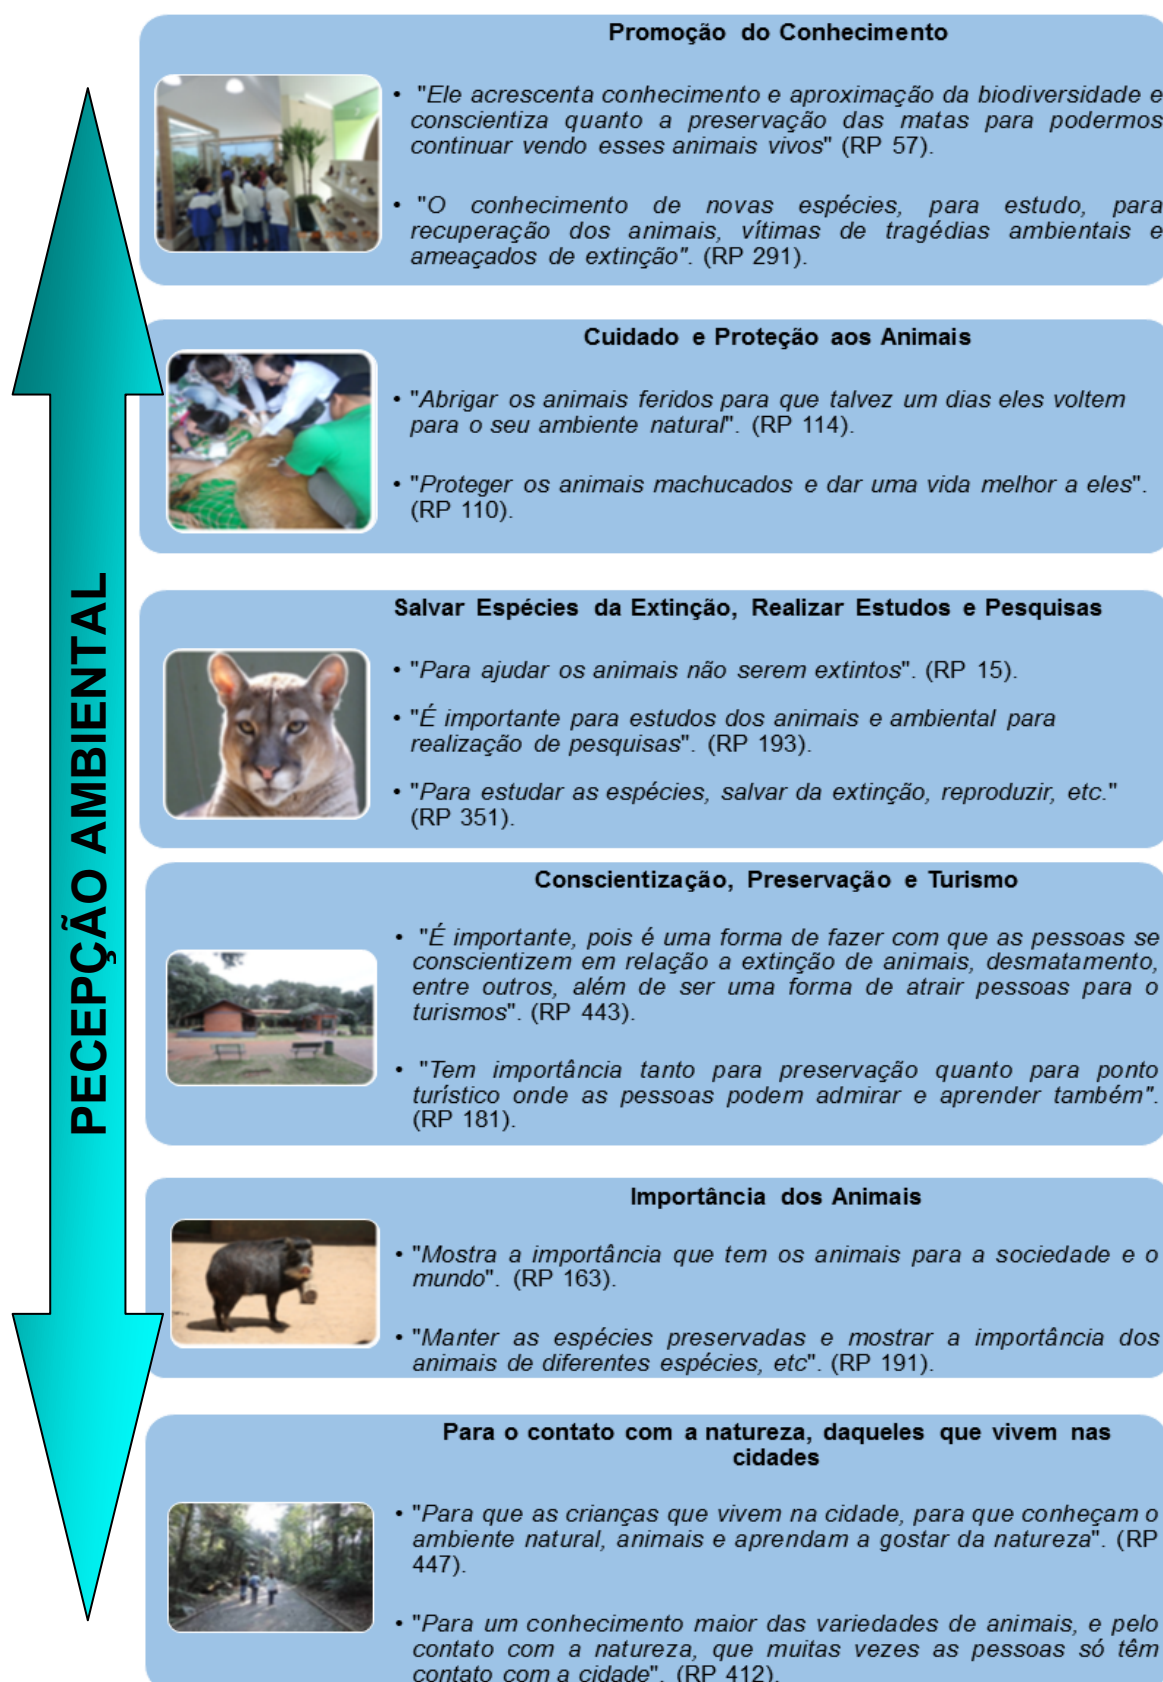 PECEPÇÃO AMBIENTAL
Promoção do Conhecimento
• "Ele acrescenta conhecimento e aproximação da biodiversidade e
conscientiza quanto a preservação das matas para podermos
continuar vendo esses animais vivos" (RP 57).
• "O conhecimento de novas espécies, para estudo, para
recuperação dos animais, vítimas de tragédias ambientais e
ameaçados de extinção". (RP 291).
Cuidado e Proteção aos Animais
• "Abrigar os animais feridos para que talvez um dias eles voltem
para o seu ambiente natural". (RP 114).
• "Proteger os animais machucados e dar uma vida melhor a eles".
(RP 110).
Salvar Espécies da Extinção, Realizar Estudos e Pesquisas
• "Para ajudar os animais não serem extintos". (RP 15).
• "É importante para estudos dos animais e ambiental para
realização de pesquisas". (RP 193).
• "Para estudar as espécies, salvar da extinção, reproduzir, etc."
(RP 351).
Conscientização, Preservação e Turismo
• "É importante, pois é uma forma de fazer com que as pessoas se
conscientizem em relação a extinção de animais, desmatamento,
entre outros, além de ser uma forma de atrair pessoas para o
turismos". (RP 443).
• "Tem importância tanto para preservação quanto para ponto
turístico onde as pessoas podem admirar e aprender também".
(RP 181).
Importância dos Animais
• "Mostra a importância que tem os animais para a sociedade e o
mundo". (RP 163).
• "Manter as espécies preservadas e mostrar a importância dos
animais de diferentes espécies, etc". (RP 191).
Para o contato com a natureza, daqueles que vivem nas
cidades
• "Para que as crianças que vivem na cidade, para que conheçam o
ambiente natural, animais e aprendam a gostar da natureza". (RP
447).
• "Para um conhecimento maior das variedades de animais, e pelo
contato com a natureza, que muitas vezes as pessoas só têm
contato com a cidade". (RP 412).